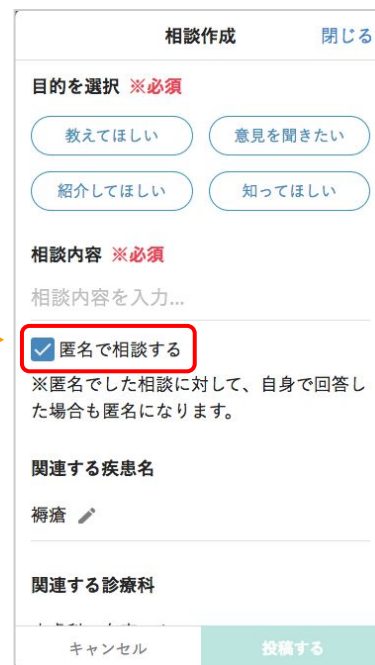 相談作成 閉じる
目的を選択 ※必須
教えてほしい 意見を聞きたい
紹介してほしい 知ってほしい
相談内容 ※必須
相談内容を入力...
匿名で相談する
※匿名でした相談に対して、自身で回答し
た場合も匿名になります。
関連する疾患名
褥瘡
関連する診療科
キャンセル 投稿する